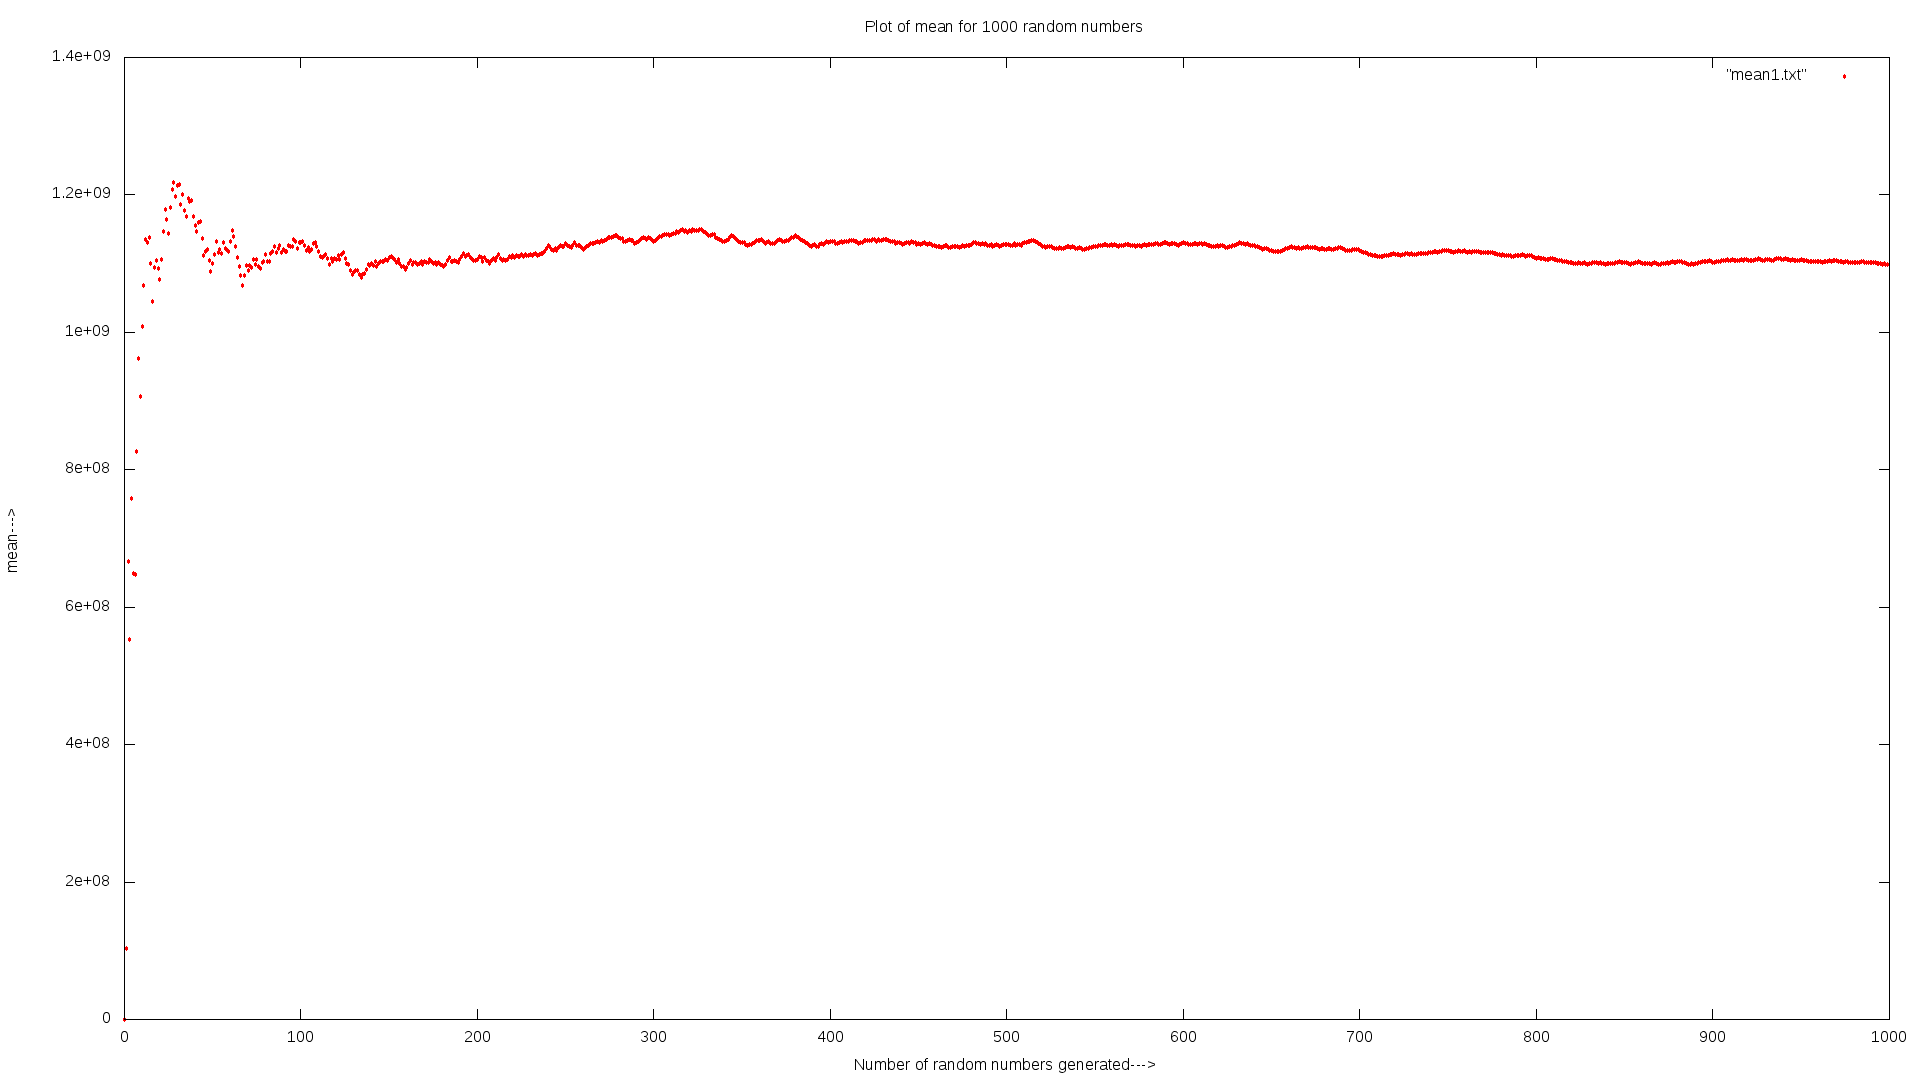 Plot of mean for 1000 random numbers
1.4e+09
"mean1.txt"
1.2e+09
1e+09
8e+08
mean--->
6e+08
4e+08
2e+08
0
0 100 200 300 400 500 600 700 800 900 1000
Number of random numbers generated--->